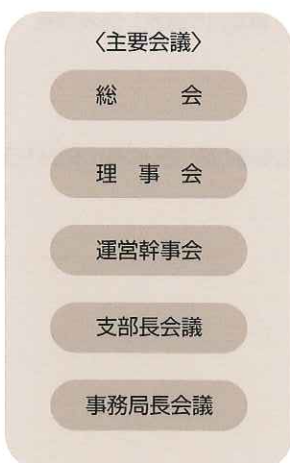 〈主要会議〉
総　会
理 事 会
運営幹事会
支部長会議
事務局長会議